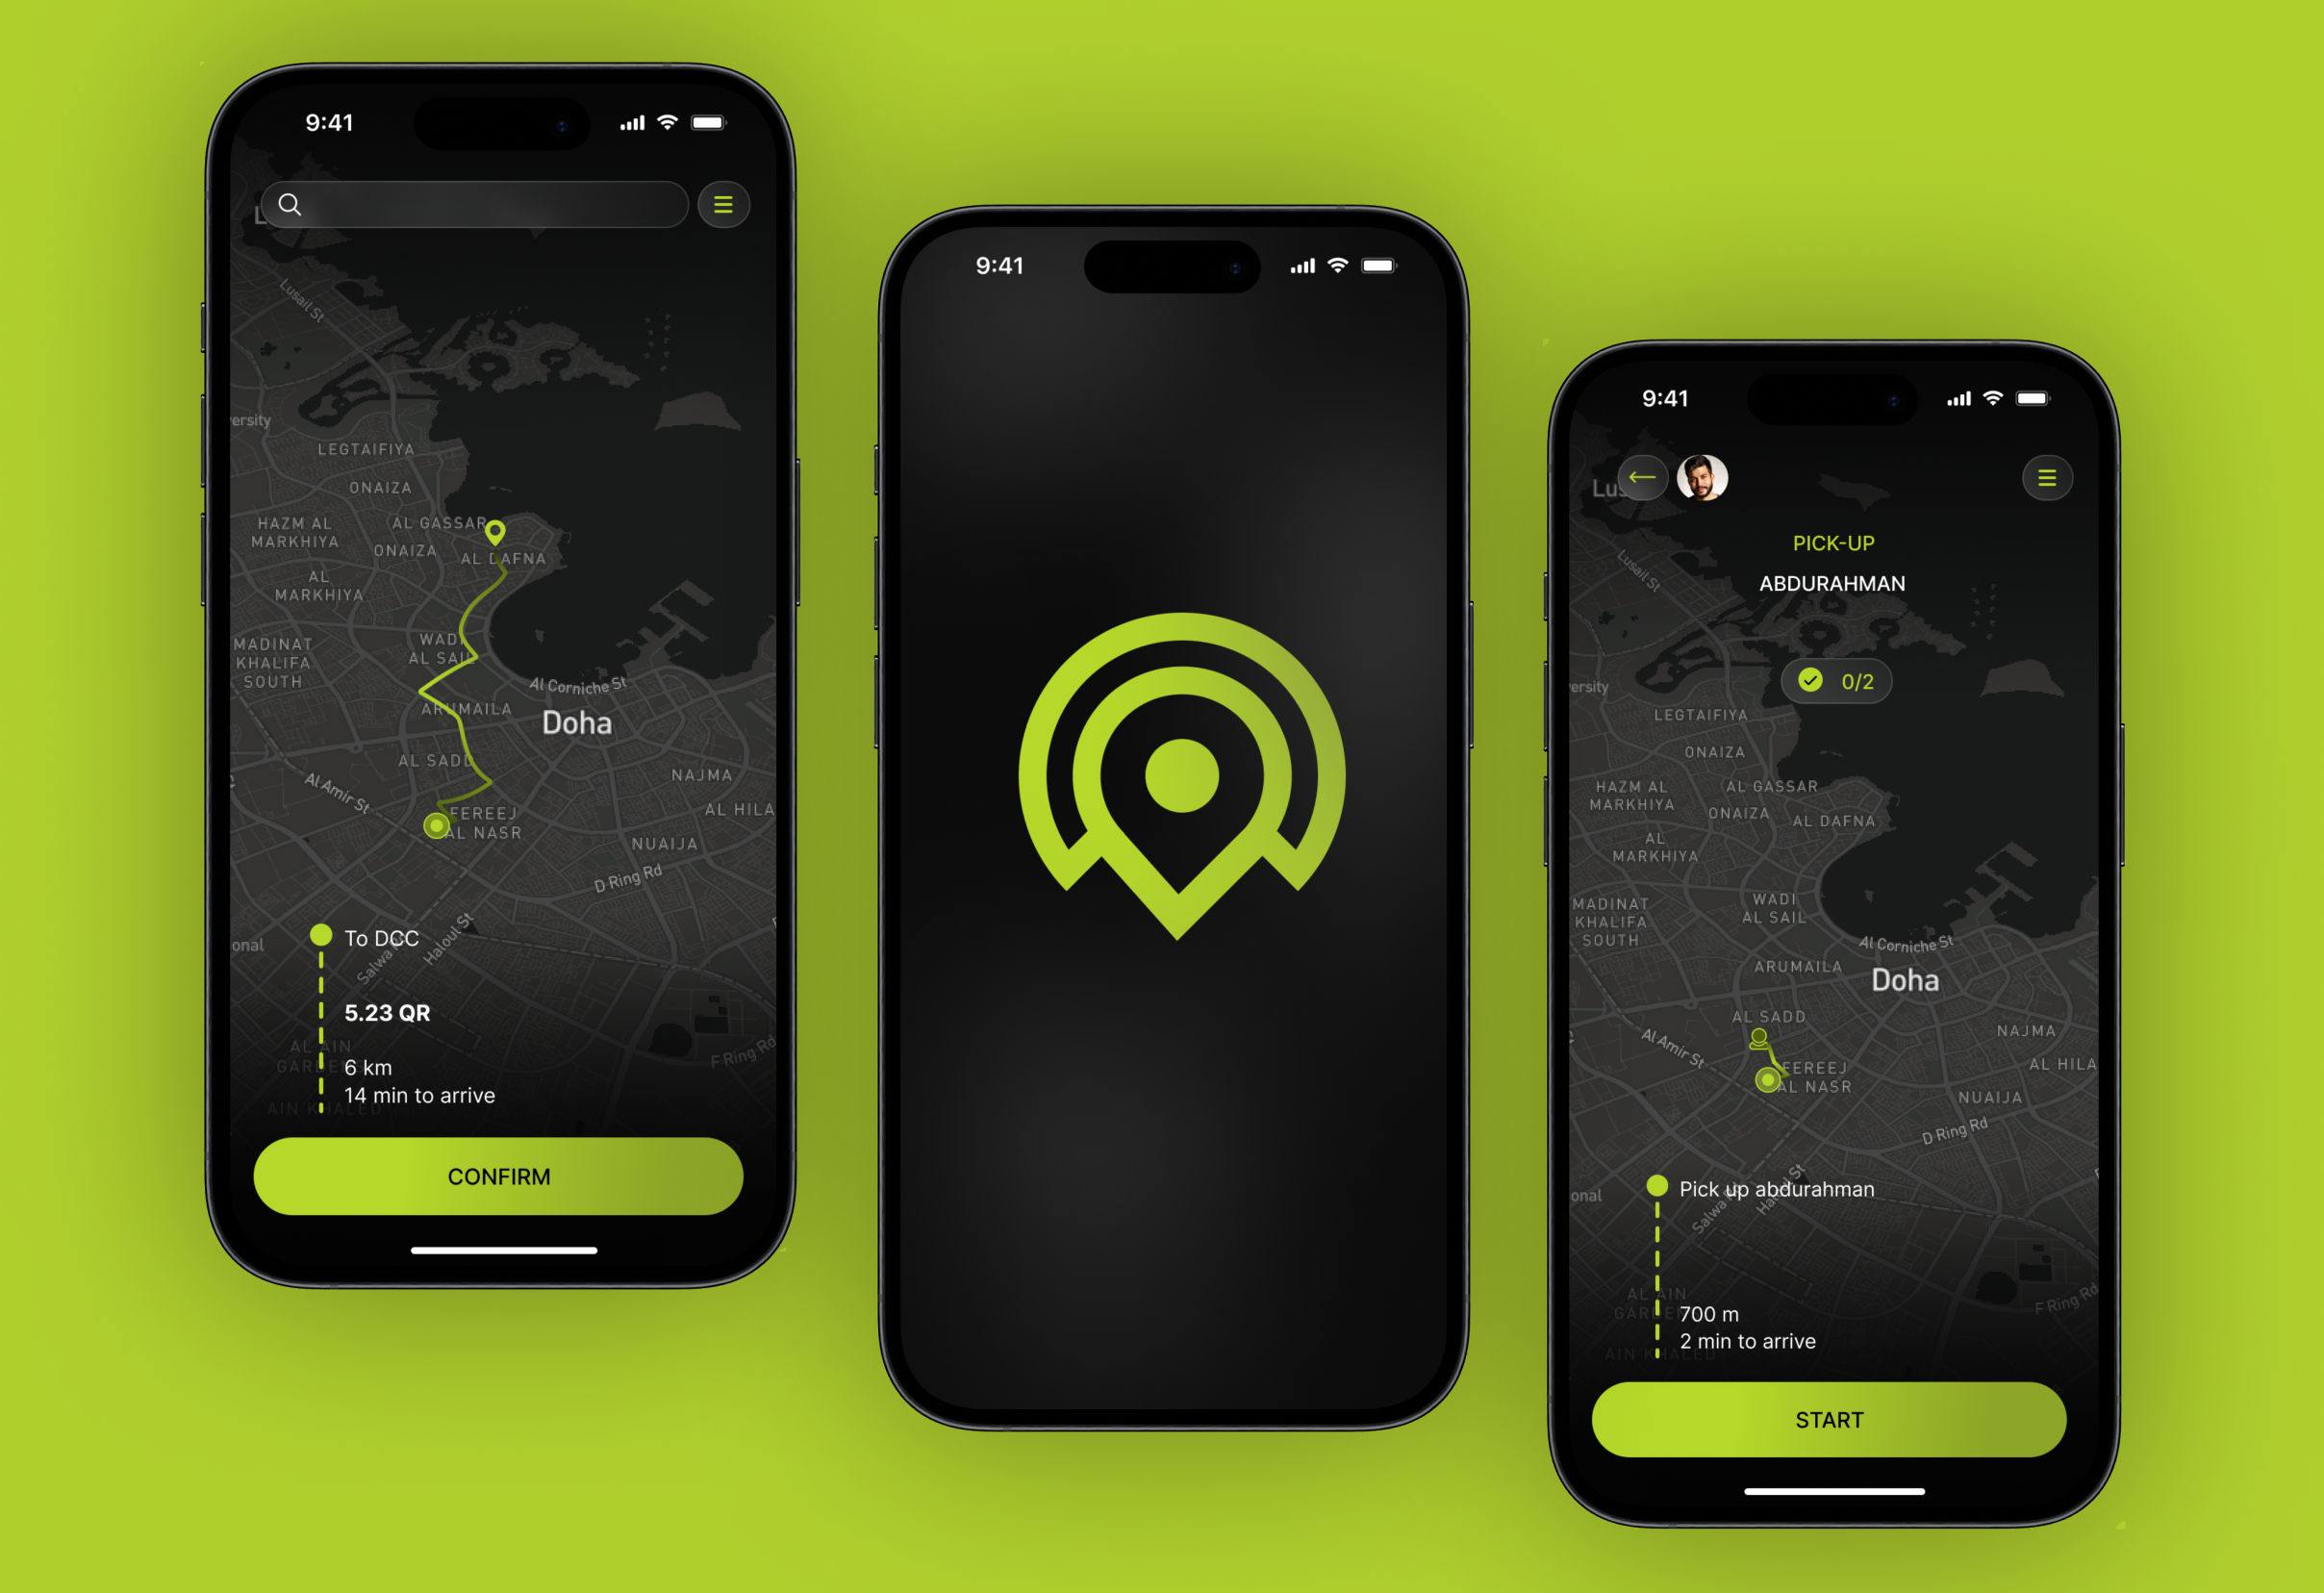 9:41
L
Lusail St
ersity
LEGTAIFIYA
ONAIZA
HAZM AL
MARKHIYA
AL GASSAR
ONAIZA
AL DAFNA
AL
MARKHIYA
MADINAT
KHALIFA
SOUTH
WADI
AL SAIL
Al Corniche St
ARUMAILA
Doha
AL SADD
Al Amir St
NAJMA
FEREEJ
AL NASR
AL HILA
NUAIJA
D Ring Rd
onal
To DCC
Salwa
Haloul St
5.23 QR
AL AIN
GARDEN
F Ring Rd
6 km
14 min to arrive
AIN KHALED
CONFIRM
9:41
9:41
Lus
PICK-UP
ABDURAHMAN
Lusail St
0/2
ersity
LEGTAIFIYA
ONAIZA
HAZM AL
MARKHIYA
AL GASSAR
ONAIZA
AL DAFNA
AL
MARKHIYA
MADINAT
KHALIFA
SOUTH
WADI
AL SAIL
Al Corniche St
ARUMAILA
Doha
AL SADD
Al Amir St
NAJMA
FEREEJ
AL NASR
AL HILA
NUAIJA
D Ring Rd
onal
Pick up abdurahman
Salwa
Haloul St
AL AIN
GARDEN
F Ring Rd
700 m
2 min to arrive
AIN KHALED
START